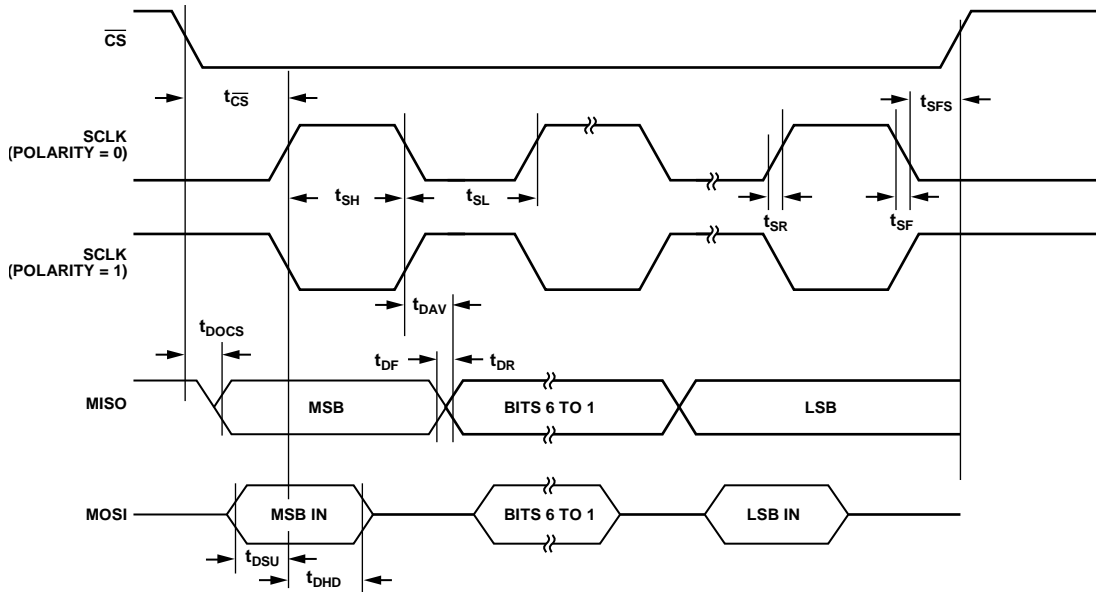 CS
tCS
tSFS
SCLK
(POLARITY = 0)
tSH
tSL
tSR
tSF
SCLK
(POLARITY = 1)
tDAV
tDOCS
tDF
tDR
MISO
MSB
BITS 6 TO 1
LSB
MOSI
MSB IN
BITS 6 TO 1
LSB IN
tDSU
tDHD